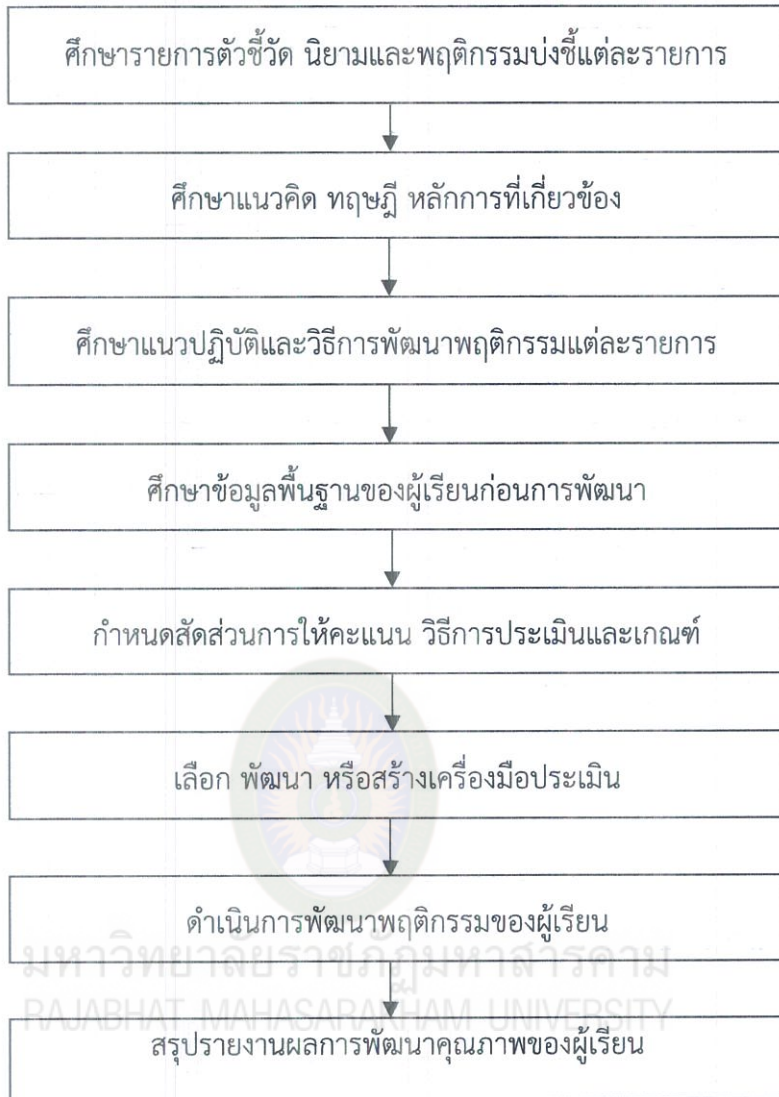 ศึกษารายการตัวชี้วัด นิยามและพฤติกรรมบ่งชี้แต่ละรายการ
ศึกษาแนวคิด ทฤษฎี หลักการที่เกี่ยวข้อง
ศึกษาแนวปฏิบัติและวิธีการพัฒนาพฤติกรรมแต่ละรายการ
ศึกษาข้อมูลพื้นฐานของผู้เรียนก่อนการพัฒนา
กำหนดสัดส่วนการให้คะแนน วิธีการประเมินและเกณฑ์
เลือก พัฒนา หรือสร้างเครื่องมือประเมิน
ดำเนินการพัฒนาพฤติกรรมของผู้เรียน
มหาวิทยาลัยราชภัฏมหาสารคาม
RAJABHAT MAHASARAKHAM UNIVERSITY
สรุปรายงานผลการพัฒนาคุณภาพของผู้เรียน